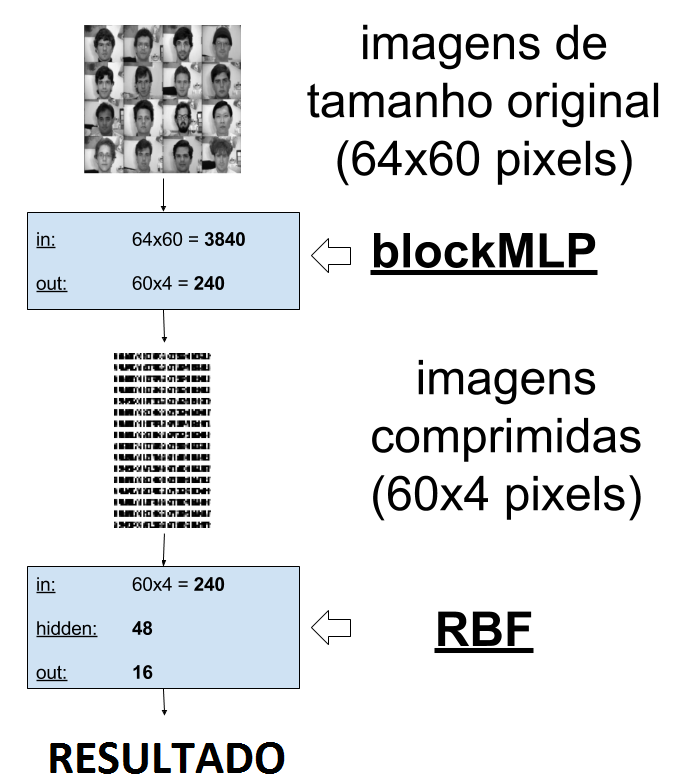 imagens de
tamanho original
(64x60 pixels)
in: 64x60 = 3840
out: 60x4 = 240
blockMLP
imagens
comprimidas
(60x4 pixels)
in: 60x4 = 240
hidden: 48
out: 16
RBF
RESULTADO